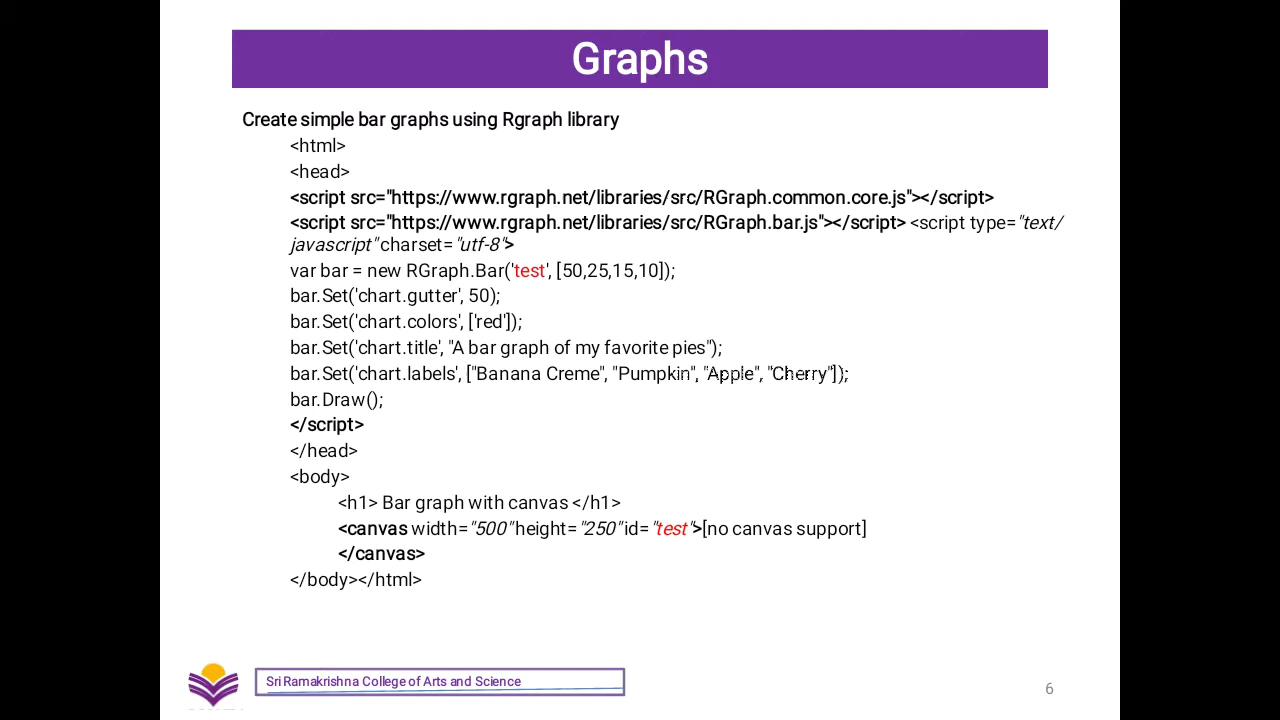 Graphs
Create simple bar graphs using Rgraph library
<html>
<head>
<script src="https://www.rgraph.net/libraries/src/RGraph.common.core.js"></script>
<script src="https://www.rgraph.net/libraries/src/RGraph.bar.js"></script> <script type="text/
javascript" charset="utf-8">
var bar = new RGraph.Bar('test', [50,25,15,10]);
bar.Set('chart.gutter', 50);
bar.Set('chart.colors', ['red']);
bar.Set('chart.title', "A bar graph of my favorite pies");
bar.Set('chart.labels', ["Banana Creme", "Pumpkin", "Apple", "Cherry"]);
bar.Draw();
</script>
</head>
<body>
<h1> Bar graph with canvas </h1>
<canvas width="500" height="250" id="test">[no canvas support]
</canvas>
</body></html>
Sri Ramakrishna College of Arts and Science
6